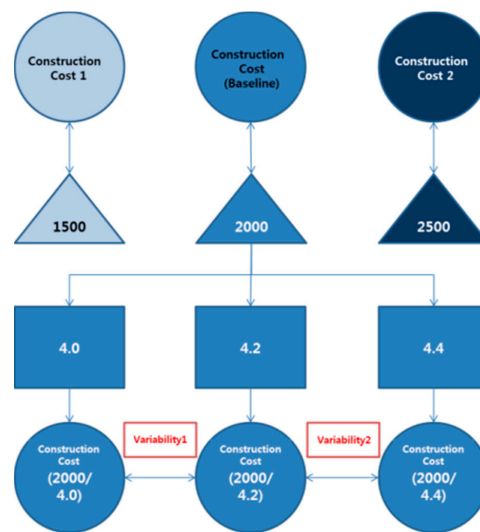 Construction
Cost 1
Construction
Cost
(Baseline)
Construction
Cost 2
1500
2000
2500
4.0
4.2
4.4
Variability1
Variability2
Construction
Cost
(2000/
4.0)
Construction
Cost
(2000/
4.2)
Construction
Cost
(2000/
4.4)